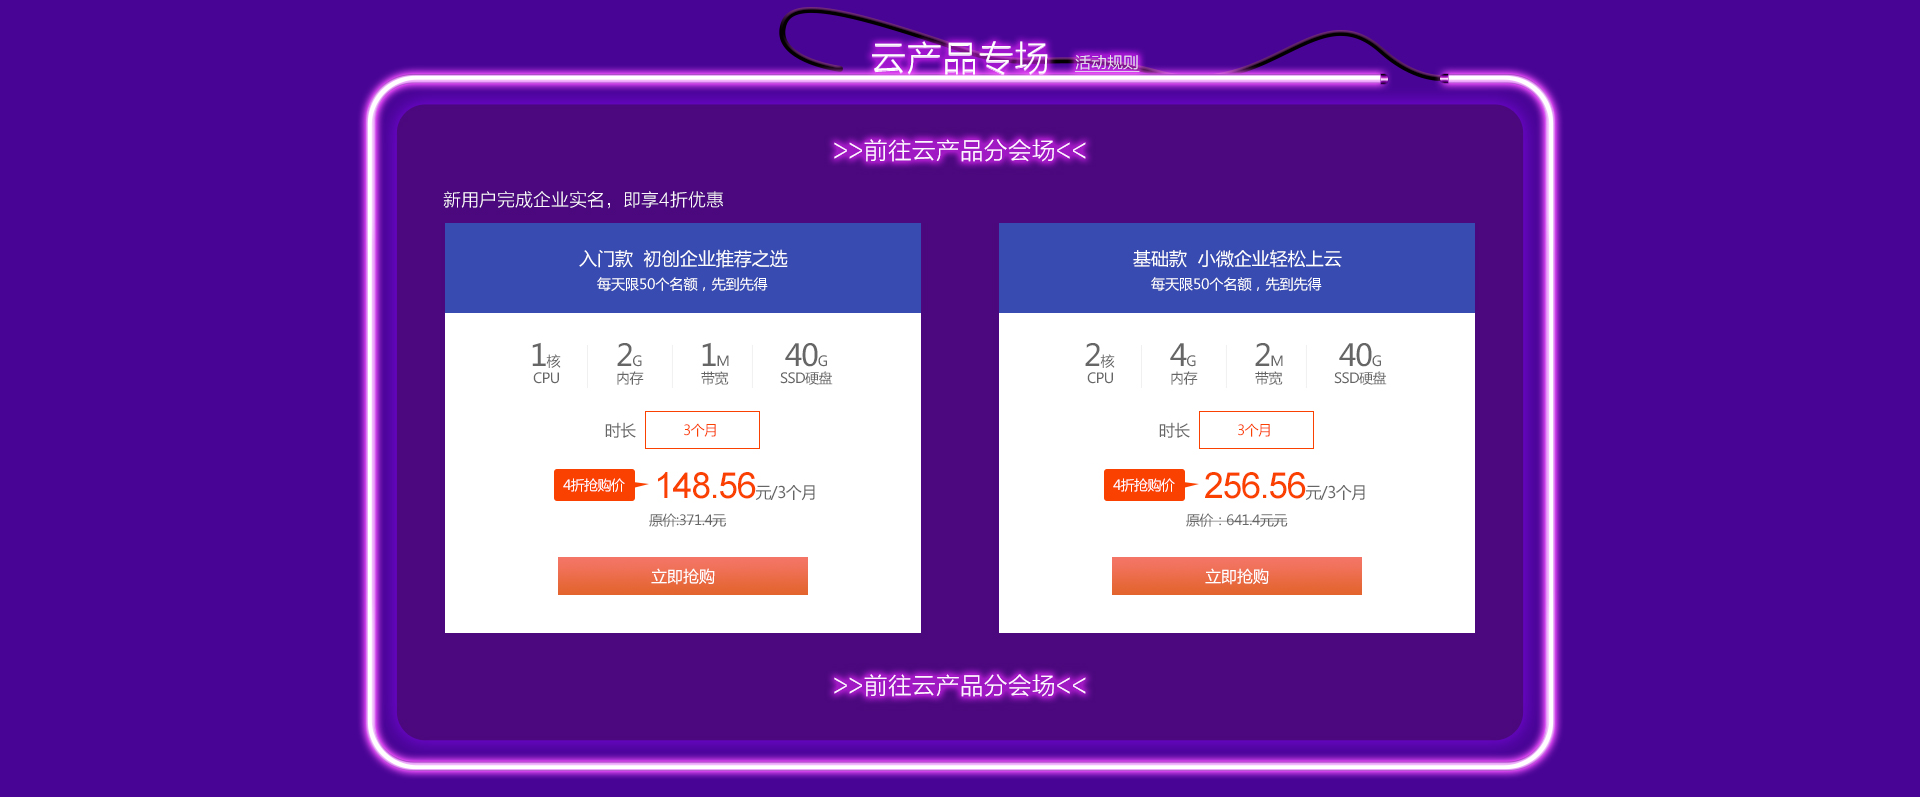 云产品专场 活动规则
>>前往云产品分会场<<
新用户完成企业实名，即享4折优惠
入门款 初创企业推荐之选
每天限50个名额，先到先得
1核 2G 1M 40G
CPU 内存 带宽 SSD硬盘
时长 3个月
4折抢购价 148.56元/3个月
原价:371.4元
立即抢购
基础款 小微企业轻松上云
每天限50个名额，先到先得
2核 4G 2M 40G
CPU 内存 带宽 SSD硬盘
时长 3个月
4折抢购价 256.56元/3个月
原价：641.4元元
立即抢购
>>前往云产品分会场<<